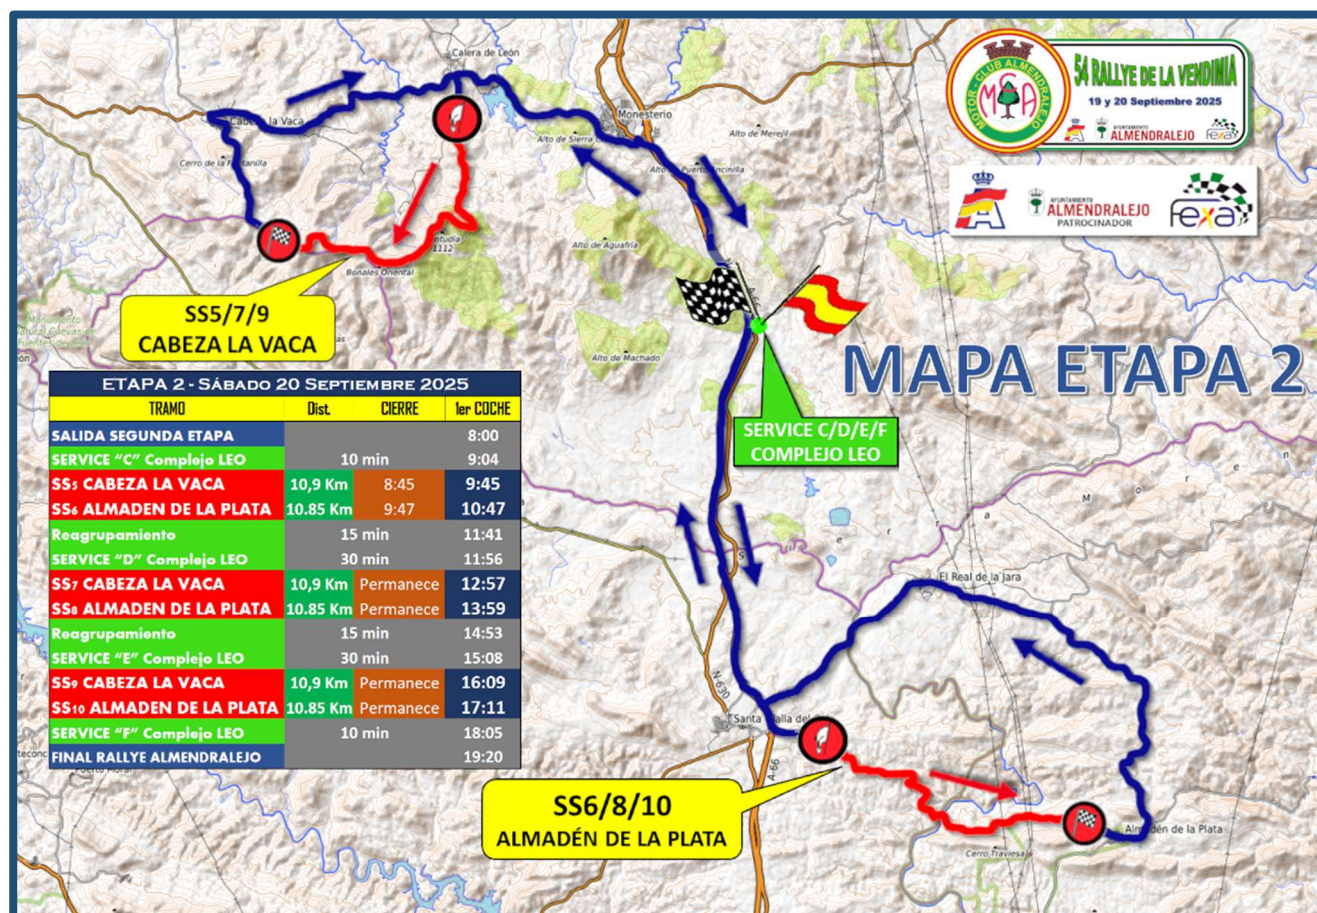 Calera de León
Cabeza la Vaca
Monesterio
Alto de Sierra
Alto de Merejil
Cerro de la
Alto de Puerto
Alto de Aguafría
1112
Bonales Oriental
A-66
Alto de Machado
MOTOR - CLUB ALMENDRALEJO
MCA
54 RALLYE DE LA VENDIMIA
19 y 20 Septiembre 2025
AYUNTAMIENTO
ALMENDRALEJO
fexa
AYUNTAMIENTO
ALMENDRALEJO
PATROCINADOR
fexa
SS5/7/9
CABEZA LA VACA
MAPA ETAPA 2
SERVICE C/D/E/F
COMPLEJO LEO
ETAPA 2 - SÁBADO 20 SEPTIEMBRE 2025
TRAMO Dist. CIERRE 1er COCHE
SALIDA SEGUNDA ETAPA 8:00
SERVICE "C" Complejo LEO 10 min 9:04
SS5 CABEZA LA VACA 10,9 Km 8:45 9:45
SS6 ALMADEN DE LA PLATA 10.85 Km 9:47 10:47
Reagrupamiento 15 min 11:41
SERVICE "D" Complejo LEO 30 min 11:56
SS7 CABEZA LA VACA 10,9 Km Permanece 12:57
SS8 ALMADEN DE LA PLATA 10.85 Km Permanece 13:59
Reagrupamiento 15 min 14:53
SERVICE "E" Complejo LEO 30 min 15:08
SS9 CABEZA LA VACA 10,9 Km Permanece 16:09
SS10 ALMADEN DE LA PLATA 10.85 Km Permanece 17:11
SERVICE "F" Complejo LEO 10 min 18:05
FINAL RALLYE ALMENDRALEJO 19:20
El Real de la Jara
N-630
Santa
A-66
SS6/8/10
ALMADÉN DE LA PLATA
Almadén de la Plata
Cerro Traviesa